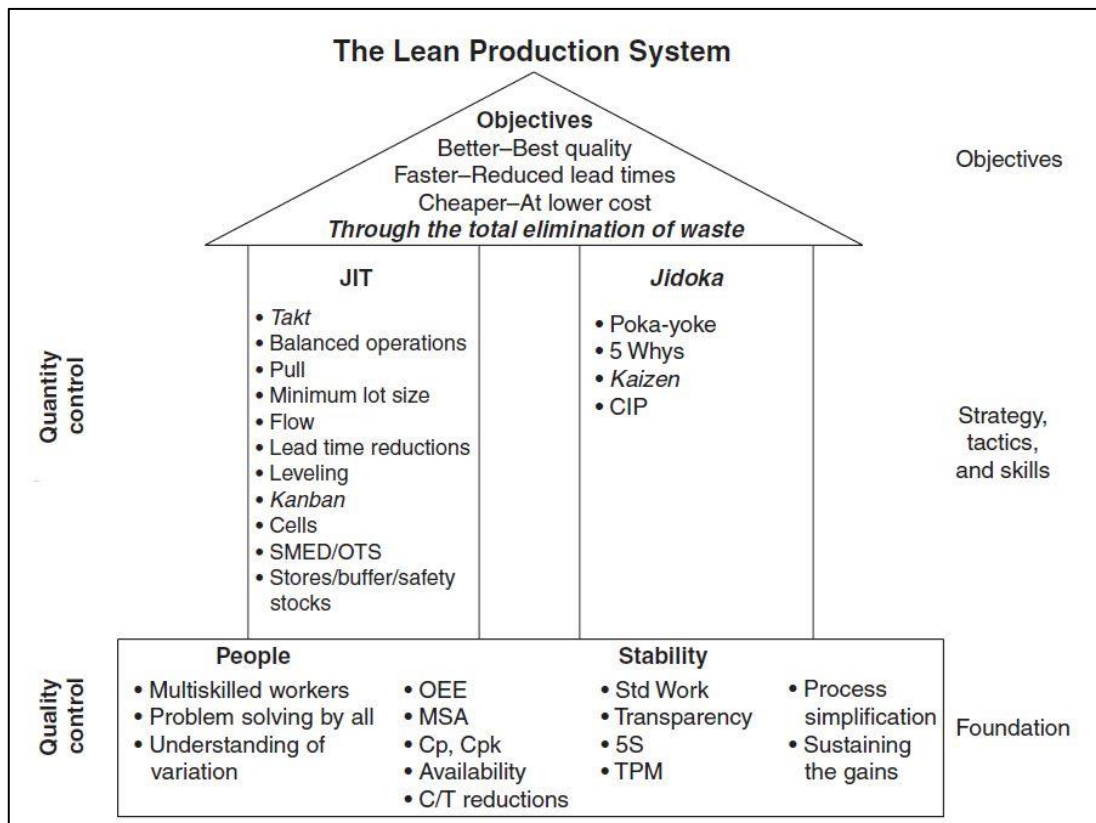 The Lean Production System
Objectives
Better–Best quality
Faster–Reduced lead times
Cheaper–At lower cost
Through the total elimination of waste
Objectives
Quantity
control
JIT
• Takt
• Balanced operations
• Pull
• Minimum lot size
• Flow
• Lead time reductions
• Leveling
• Kanban
• Cells
• SMED/OTS
• Stores/buffer/safety
stocks
Jidoka
• Poka-yoke
• 5 Whys
• Kaizen
• CIP
Strategy,
tactics,
and skills
Quality
control
People
• Multiskilled workers
• Problem solving by all
• Understanding of
variation
Stability
• OEE
• MSA
• Cp, Cpk
• Availability
• C/T reductions
• Std Work
• Transparency
• 5S
• TPM
• Process
simplification
• Sustaining
the gains
Foundation